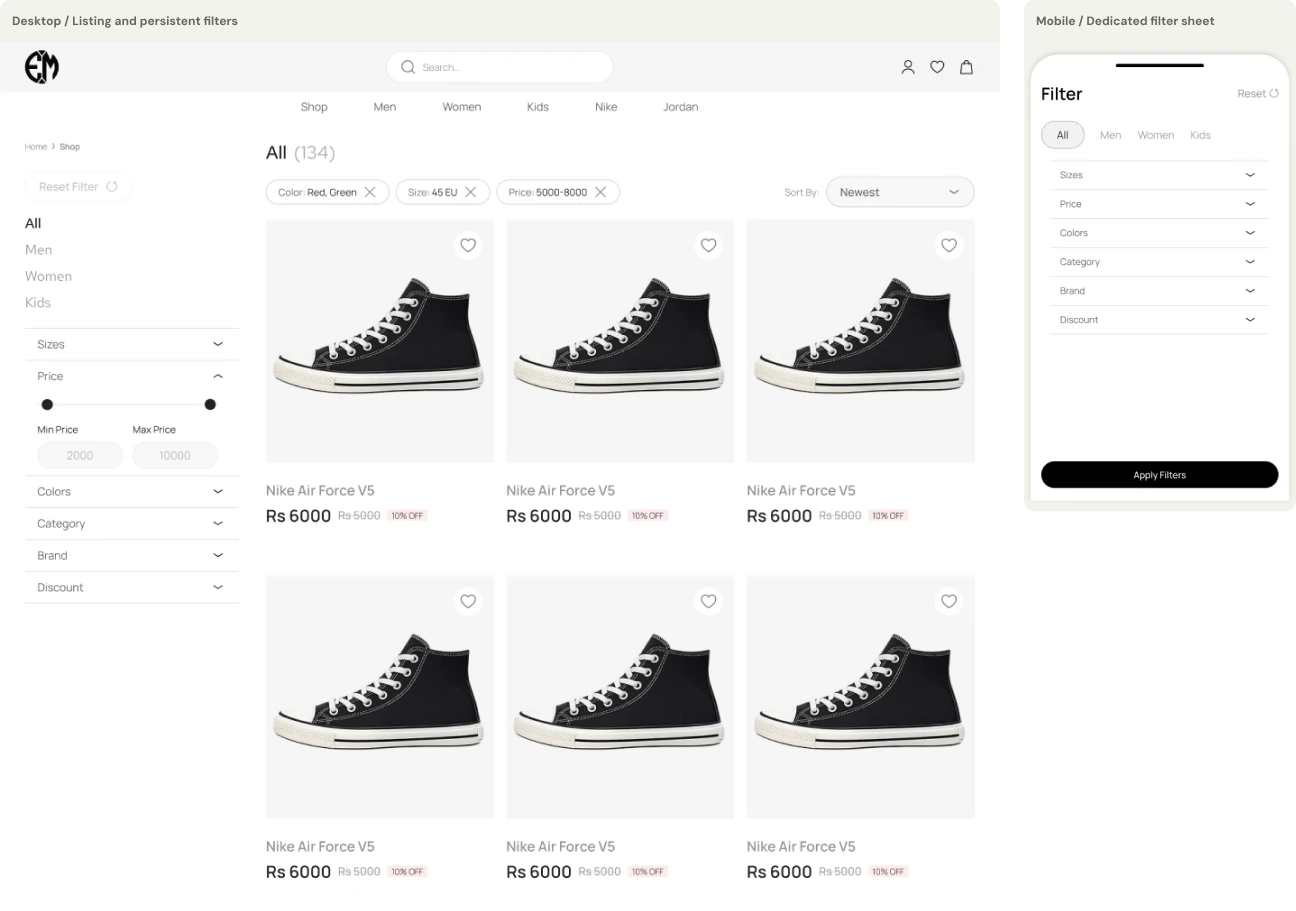 Desktop / Listing and persistent filters
EM
Search...
Shop Men Women Kids Nike Jordan
Home > Shop
Reset Filter
All
Men
Women
Kids
Sizes
Price
Min Price Max Price
2000 10000
Colors
Category
Brand
Discount
All (134)
Color: Red, Green Size: 45 EU Price: 5000-8000
Sort By: Newest
Nike Air Force V5 Nike Air Force V5 Nike Air Force V5
Rs 6000 Rs 5000 10% OFF Rs 6000 Rs 5000 10% OFF Rs 6000 Rs 5000 10% OFF
Nike Air Force V5 Nike Air Force V5 Nike Air Force V5
Rs 6000 Rs 5000 10% OFF Rs 6000 Rs 5000 10% OFF Rs 6000 Rs 5000 10% OFF
Mobile / Dedicated filter sheet
Filter Reset
All Men Women Kids
Sizes
Price
Colors
Category
Brand
Discount
Apply Filters